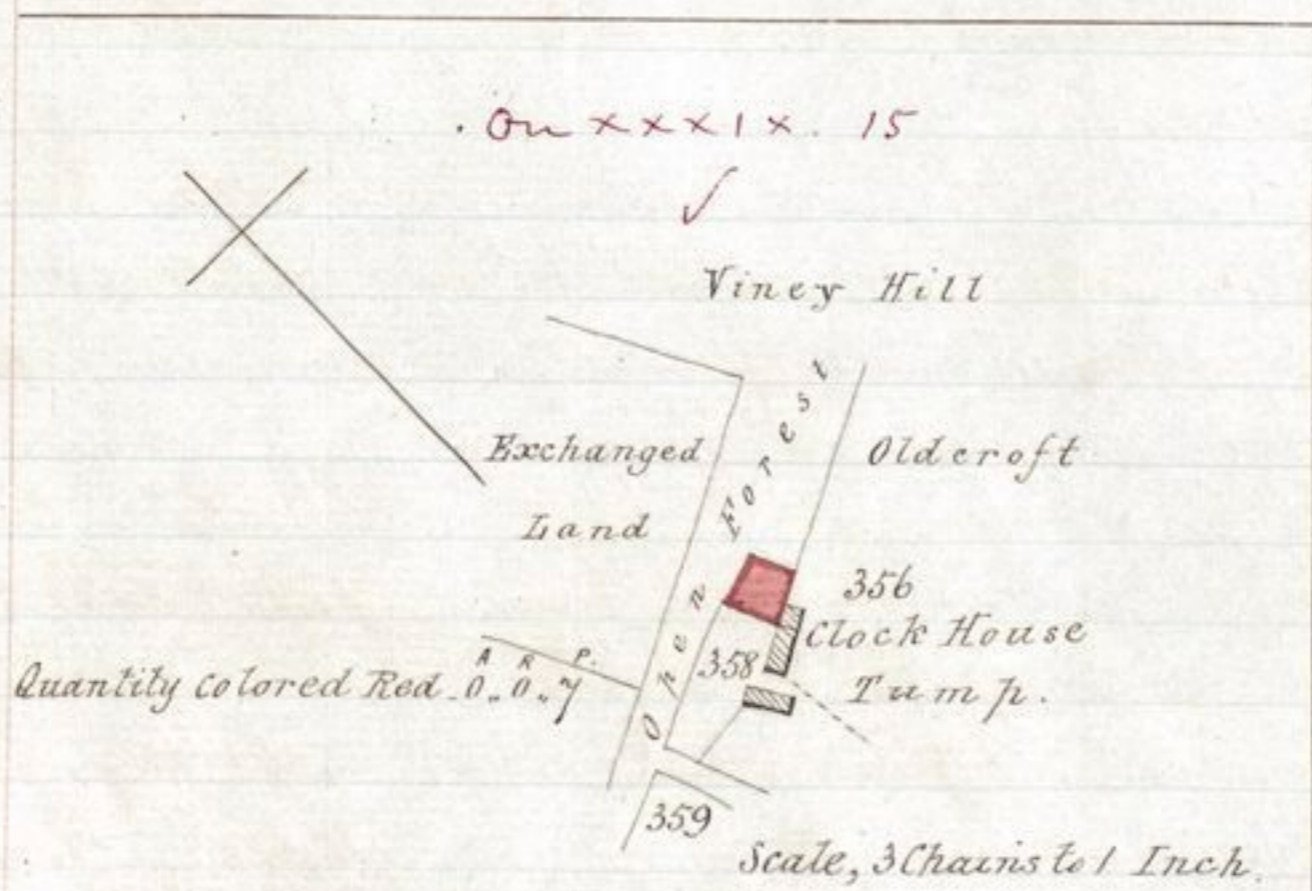 On XXXIX. 15
Viney Hill
Exchanged
Land
Open Forest
Oldcroft
356
Clock House
Tump.
358
A R P.
Quantity Colored Red. 0,, 0,, 7
359
Scale, 3 Chains to 1 Inch.